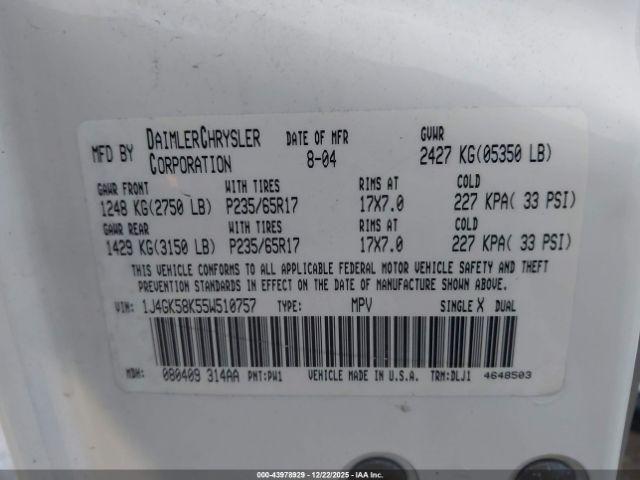 MFD BY DAIMLERCHRYSLER CORPORATION DATE OF MFR 8-04 GVWR 2427 KG(05350 LB)
GAWR FRONT WITH TIRES RIMS AT COLD
1248 KG(2750 LB) P235/65R17 17X7.0 227 KPA( 33 PSI)
GAWR REAR WITH TIRES RIMS AT COLD
1429 KG(3150 LB) P235/65R17 17X7.0 227 KPA( 33 PSI)
THIS VEHICLE CONFORMS TO ALL APPLICABLE FEDERAL MOTOR VEHICLE SAFETY AND THEFT
PREVENTION STANDARDS IN EFFECT ON THE DATE OF MANUFACTURE SHOWN ABOVE.
VIN: 1J4GK58K55W510757 TYPE: MPV SINGLE X DUAL
MDH: 080409 314AA PNT:PW1 VEHICLE MADE IN U.S.A. TRM:DLJ1 4648503
000-43978929 | 12/22/2025 | IAA Inc.